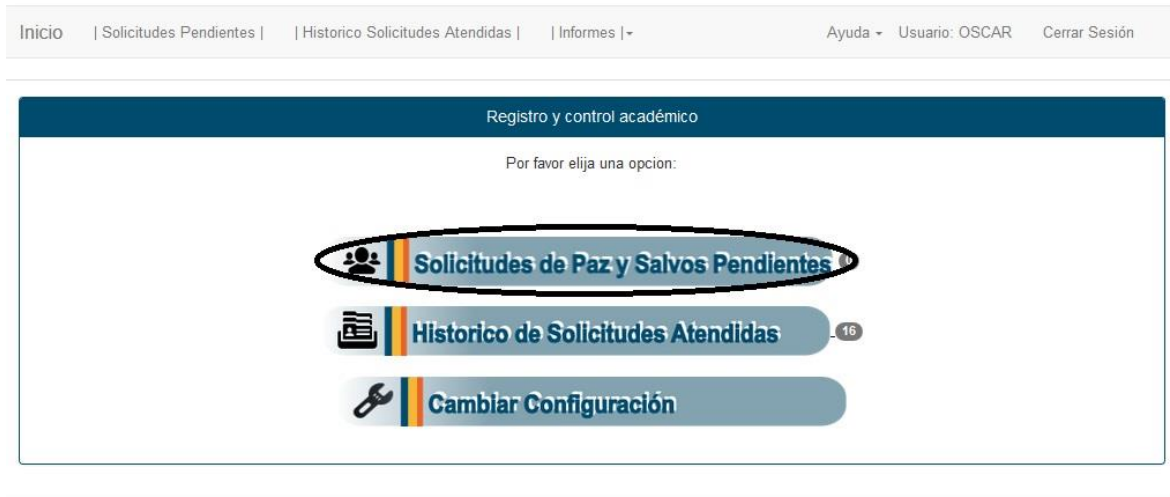 Inicio | Solicitudes Pendientes | | Historico Solicitudes Atendidas | | Informes | Ayuda Usuario: OSCAR Cerrar Sesión
Registro y control académico
Por favor elija una opcion:
Solicitudes de Paz y Salvos Pendientes
Historico de Solicitudes Atendidas 16
Cambiar Configuración